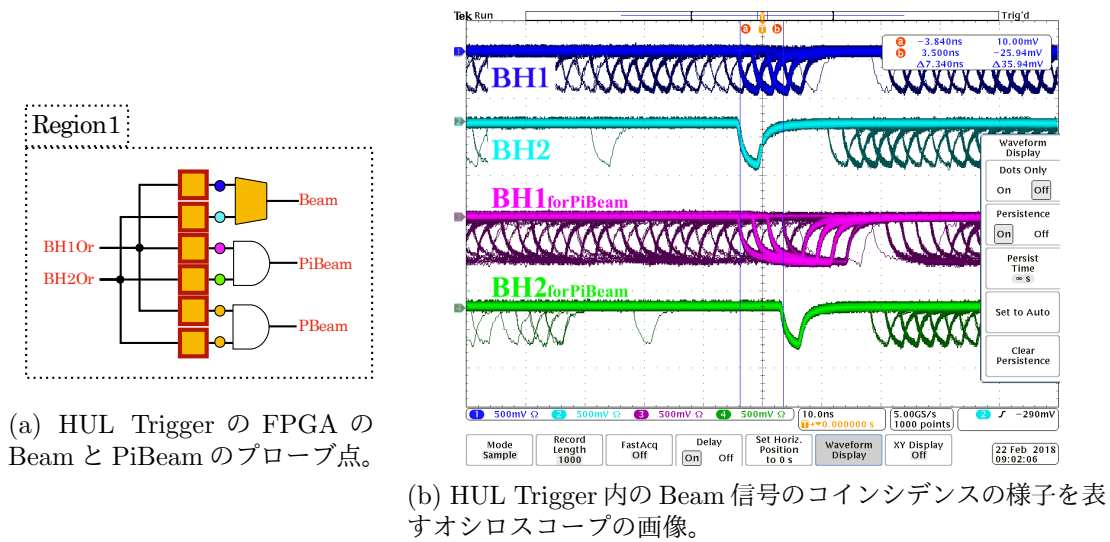 Region1
BH1Or
BH2Or
Beam
PiBeam
PBeam
(a) HUL Trigger の FPGA の
Beam と PiBeam のプローブ点。
Tek Run
Trig'd
a -3.840ns 10.00mV
b 3.500ns -25.94mV
Δ7.340ns Δ35.94mV
BH1
BH2
BH1forPiBeam
BH2forPiBeam
Waveform
Display
Dots Only
On Off
Persistence
On Off
Persist
Time
∞ s
Set to Auto
Clear
Persistence
1 500mV Ω 2 500mV Ω 3 500mV Ω 4 500mV Ω
10.0ns
T→▼0.000000 s
5.00GS/s
1000 points
2 ∫ -290mV
Mode
Sample
Record
Length
1000
FastAcq
Off
Delay
On Off
Set Horiz.
Position
to 0 s
Waveform
Display
XY Display
Off
22 Feb 2018
09:02:06
(b) HUL Trigger 内の Beam 信号のコインシデンスの様子を表
すオシロスコープの画像。